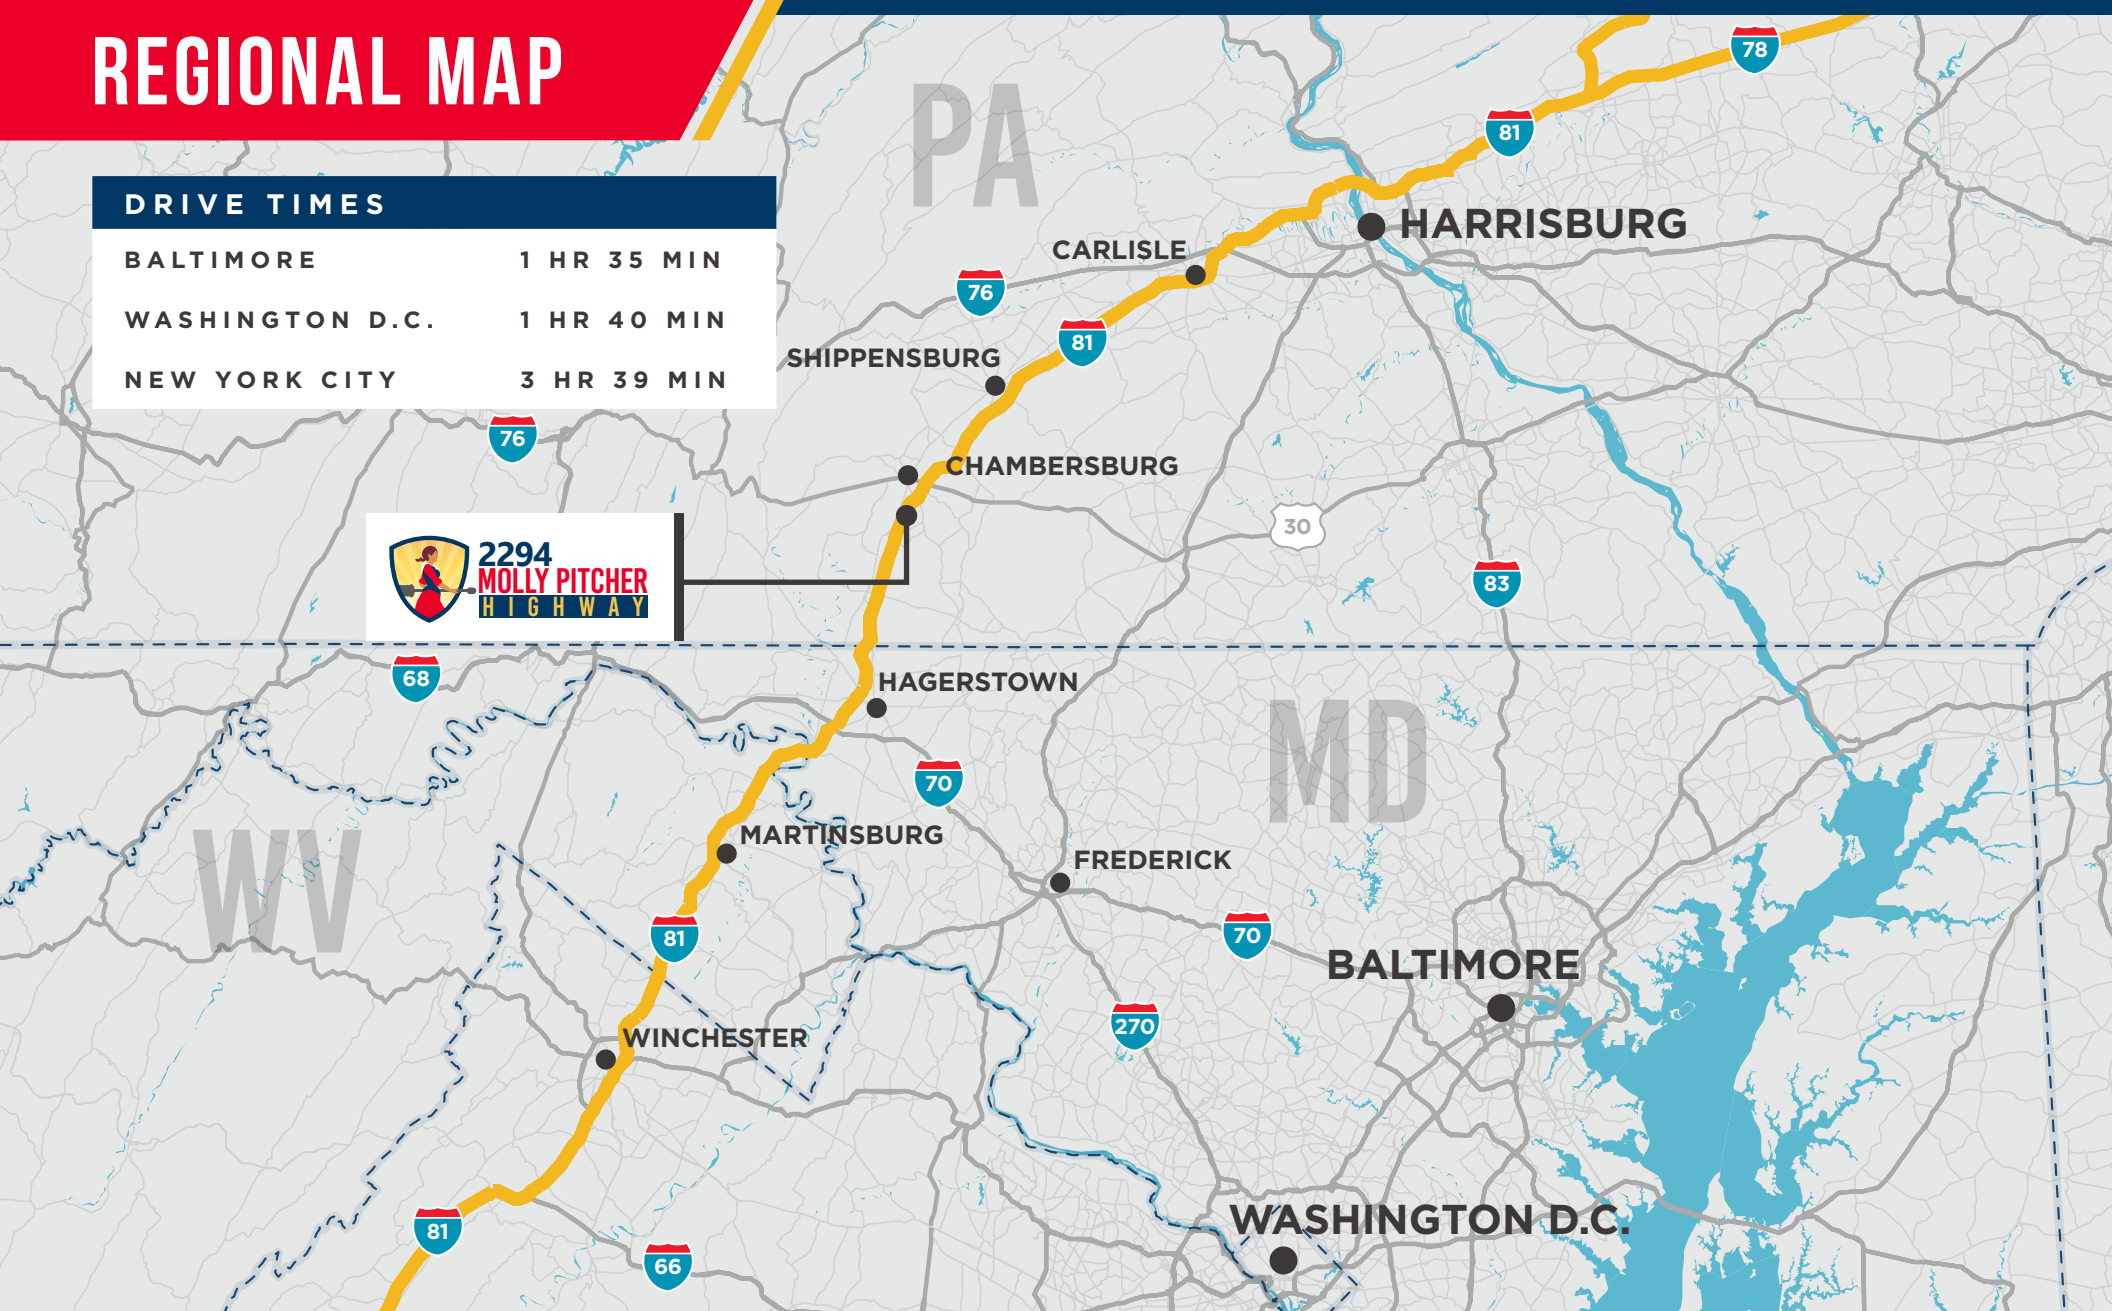 REGIONAL MAP
DRIVE TIMES
BALTIMORE 1 HR 35 MIN
WASHINGTON D.C. 1 HR 40 MIN
NEW YORK CITY 3 HR 39 MIN
PA
78
81
HARRISBURG
CARLISLE
76
81
SHIPPENSBURG
76
CHAMBERSBURG
30
2294
MOLLY PITCHER
HIGHWAY
83
68
HAGERSTOWN
MD
70
MARTINSBURG
WV
FREDERICK
81
70
BALTIMORE
270
WINCHESTER
WASHINGTON D.C.
81
66